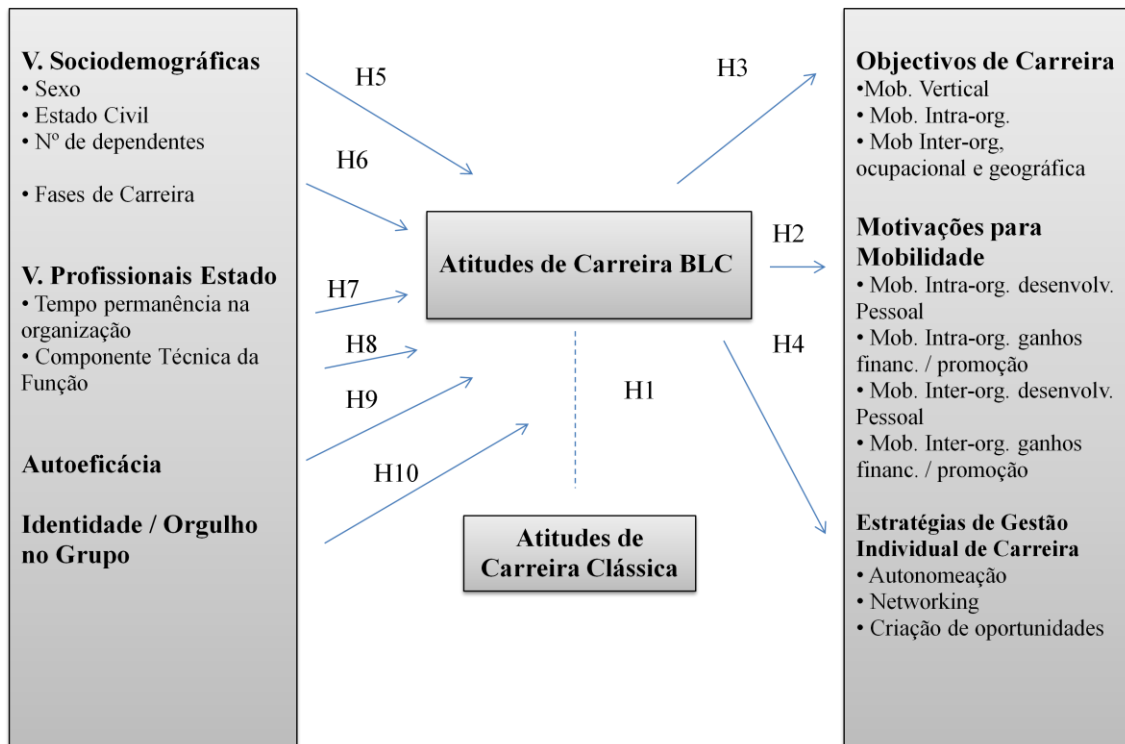 V. Sociodemográficas
• Sexo
• Estado Civil
• Nº de dependentes
• Fases de Carreira
V. Profissionais Estado
• Tempo permanência na
organização
• Componente Técnica da
Função
Autoeficácia
Identidade / Orgulho
no Grupo
H5
H6
H7
H8
H9
H10
Atitudes de Carreira BLC
H1
Atitudes de
Carreira Clássica
H3
H2
H4
Objectivos de Carreira
•Mob. Vertical
• Mob. Intra-org.
• Mob Inter-org,
ocupacional e geográfica
Motivações para
Mobilidade
• Mob. Intra-org. desenvolv.
Pessoal
• Mob. Intra-org. ganhos
financ. / promoção
• Mob. Inter-org. desenvolv.
Pessoal
• Mob. Inter-org. ganhos
financ. / promoção
Estratégias de Gestão
Individual de Carreira
• Autonomeação
• Networking
• Criação de oportunidades